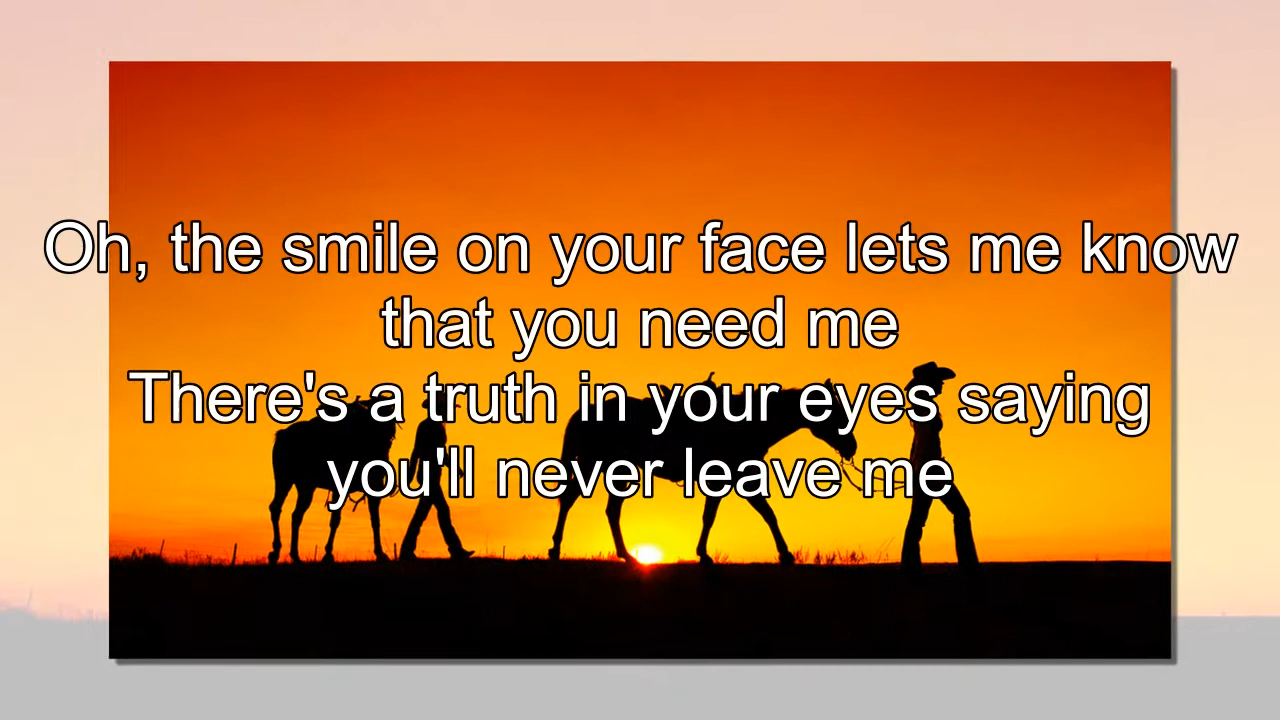 Oh, the smile on your face lets me know
that you need me
There's a truth in your eyes saying
you'll never leave me